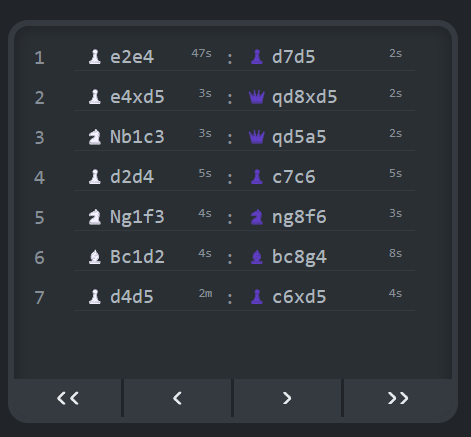 1 e2e4 47s : d7d5 2s
2 e4xd5 3s : qd8xd5 2s
3 Nb1c3 3s : qd5a5 2s
4 d2d4 5s : c7c6 5s
5 Ng1f3 4s : ng8f6 3s
6 Bc1d2 4s : bc8g4 8s
7 d4d5 2m : c6xd5 4s
<< < > >>